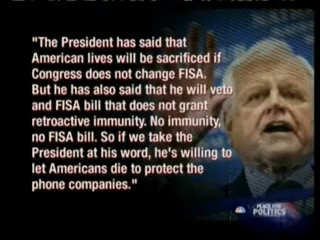 "The President has said that
American lives will be sacrificed if
Congress does not change FISA.
But he has also said that he will veto
and FISA bill that does not grant
retroactive immunity. No immunity,
no FISA bill. So if we take the
President at his word, he's willing to
let Americans die to protect the
phone companies."
PLACE FOR
POLITICS